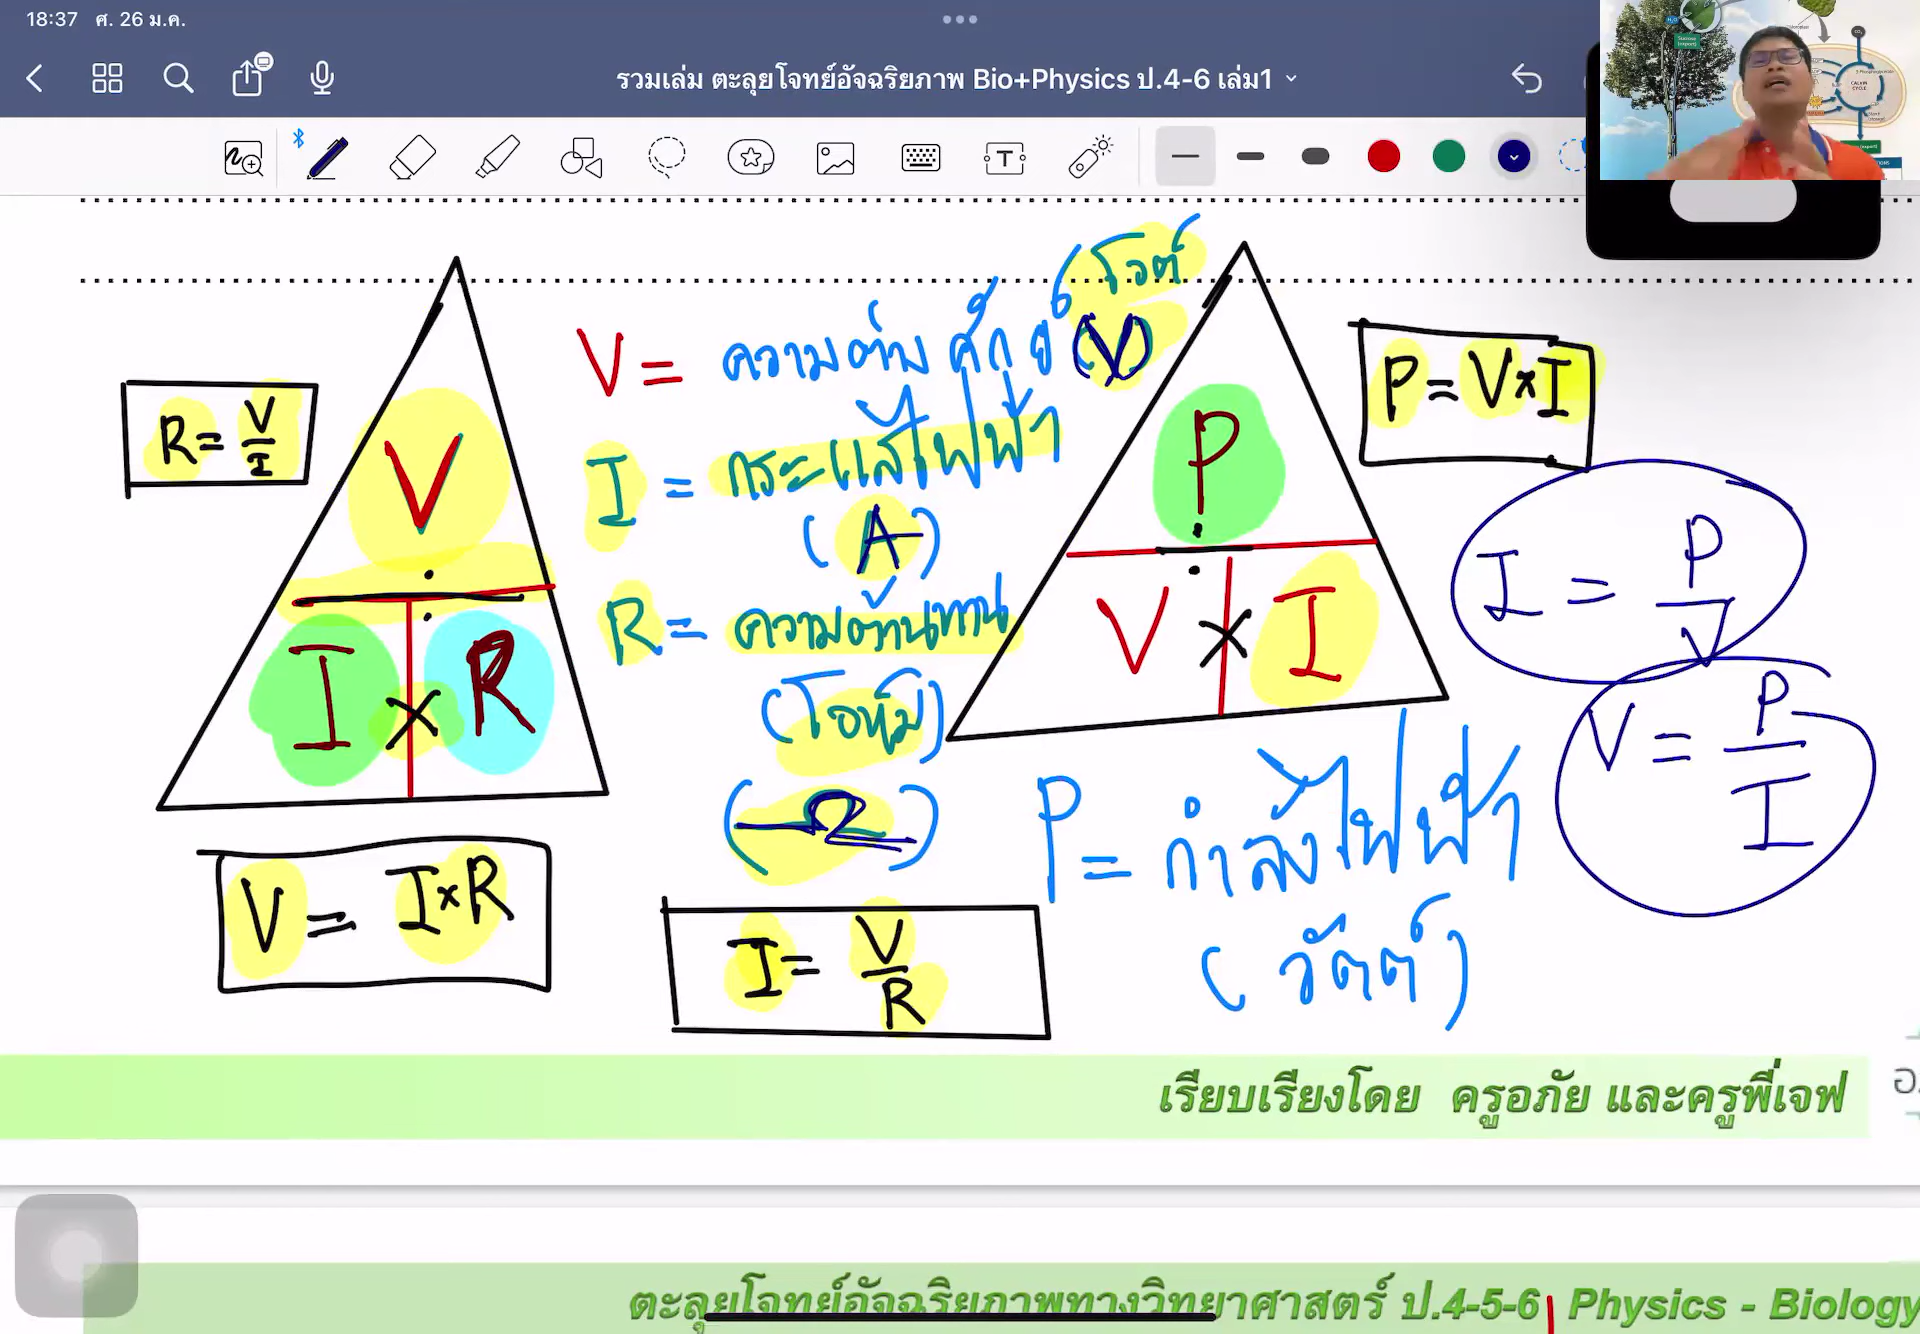 18:37 ศ. 26 ม.ค.
รวมเล่ม ตะลุยโจทย์อัจฉริยภาพ Bio+Physics ป.4-6 เล่ม1
R = V/I
V
I × R
V = I×R
V = ความต่างศักย์ (V) โวต์
I = กระแสไฟฟ้า
(A)
R = ความต้านทาน
(โอห์ม)
(Ω)
I = V/R
P
V × I
P = V×I
I = P/V
V = P/I
P = กำลังไฟฟ้า
(วัตต์)
เรียบเรียงโดย ครูอภัย และครูพี่เจฟ
ตะลุยโจทย์อัจฉริยภาพทางวิทยาศาสตร์ ป.4-5-6 | Physics - Biology